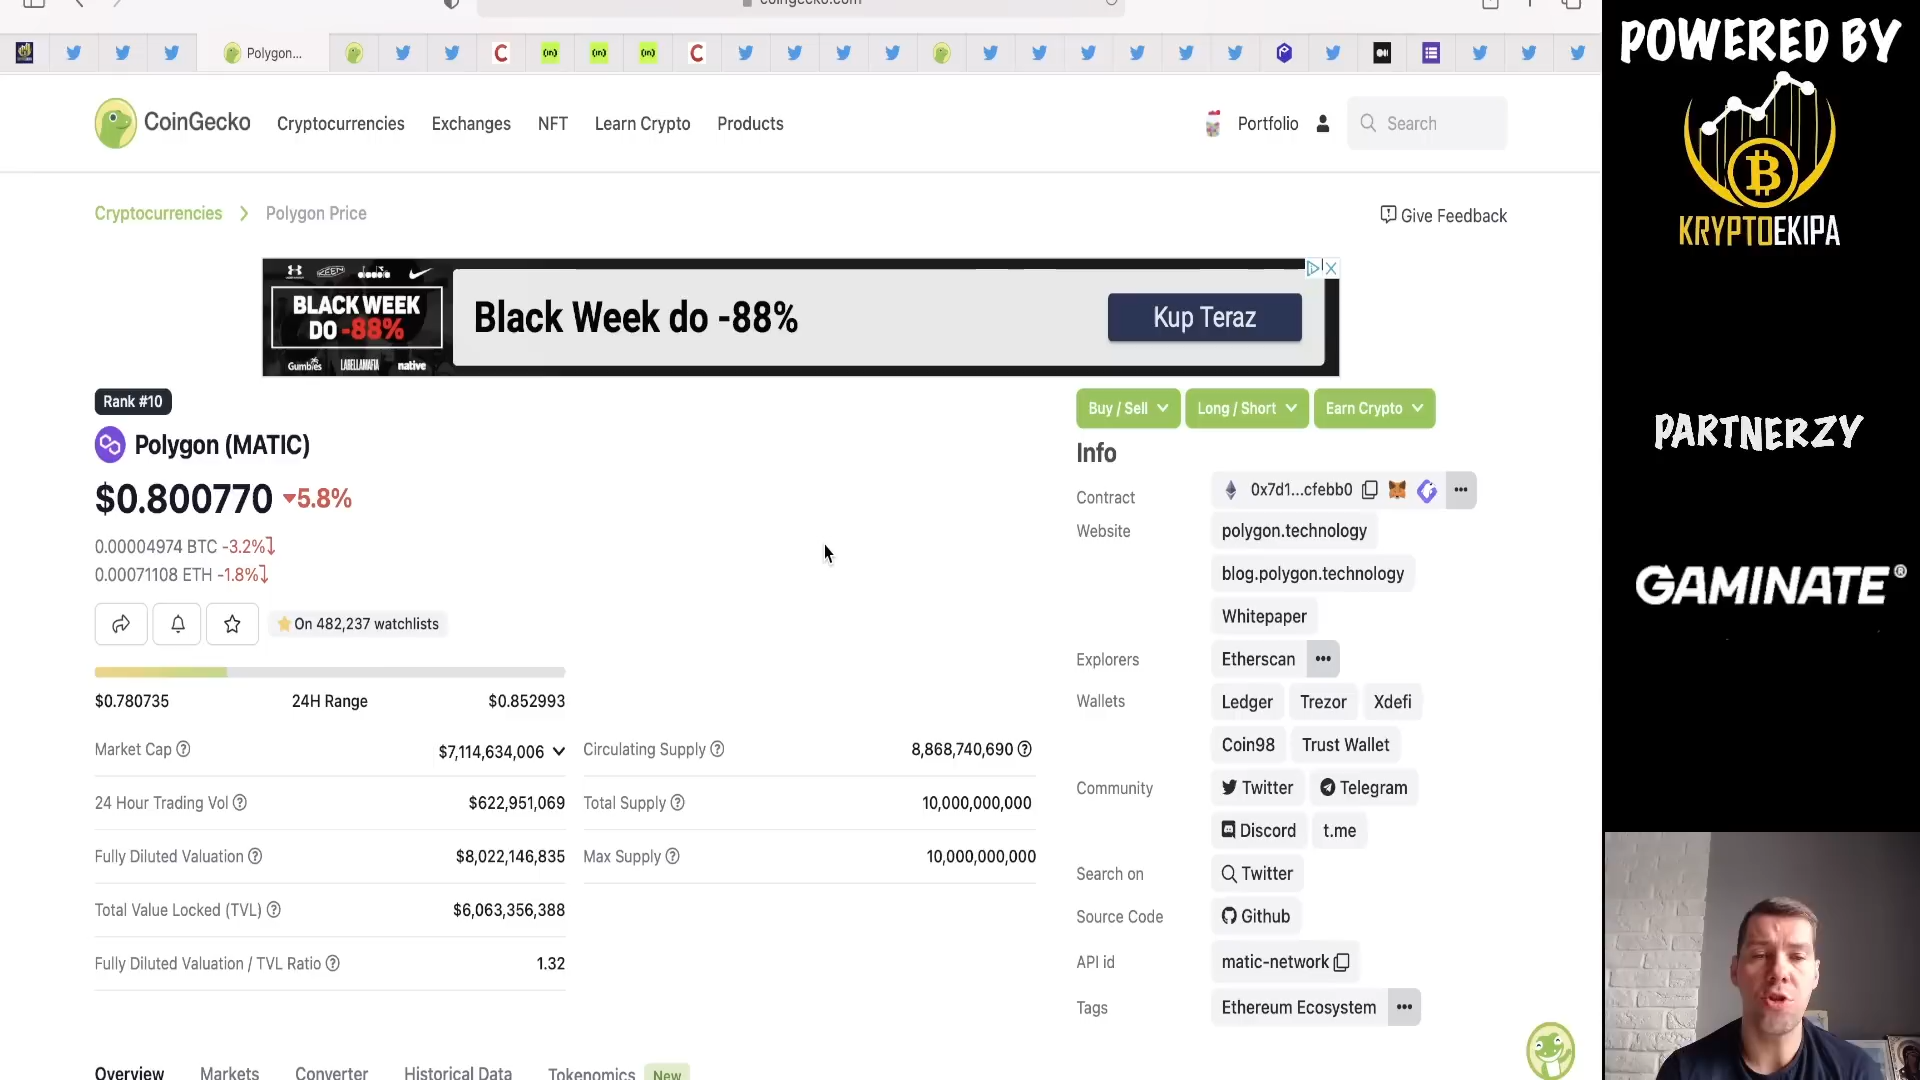 coingecko.com
Polygon...
POWERED BY
CoinGecko
Cryptocurrencies
Exchanges
NFT
Learn Crypto
Products
Portfolio
Search
KRYPTOEKIPA
Cryptocurrencies
Polygon Price
Give Feedback
KEEN
diadora
BLACK WEEK
DO -88%
Gumbies
LABELLAMAFIA
native
Black Week do -88%
Kup Teraz
Rank #10
Buy / Sell
Long / Short
Earn Crypto
Polygon (MATIC)
Info
$0.800770
5.8%
Contract
0x7d1...cfebb0
Website
polygon.technology
0.00004974 BTC -3.2%
0.00071108 ETH -1.8%
blog.polygon.technology
Whitepaper
On 482,237 watchlists
Explorers
Etherscan
$0.780735
24H Range
$0.852993
Wallets
Ledger
Trezor
Xdefi
Coin98
Trust Wallet
Market Cap
$7,114,634,006
Circulating Supply
8,868,740,690
24 Hour Trading Vol
$622,951,069
Total Supply
10,000,000,000
Fully Diluted Valuation
$8,022,146,835
Max Supply
10,000,000,000
Total Value Locked (TVL)
$6,063,356,388
Fully Diluted Valuation / TVL Ratio
1.32
Community
Twitter
Telegram
Discord
t.me
Search on
Twitter
Source Code
Github
API id
matic-network
Tags
Ethereum Ecosystem
Overview
Markets
Converter
Historical Data
Tokenomics
New
PARTNERZY
GAMINATE®